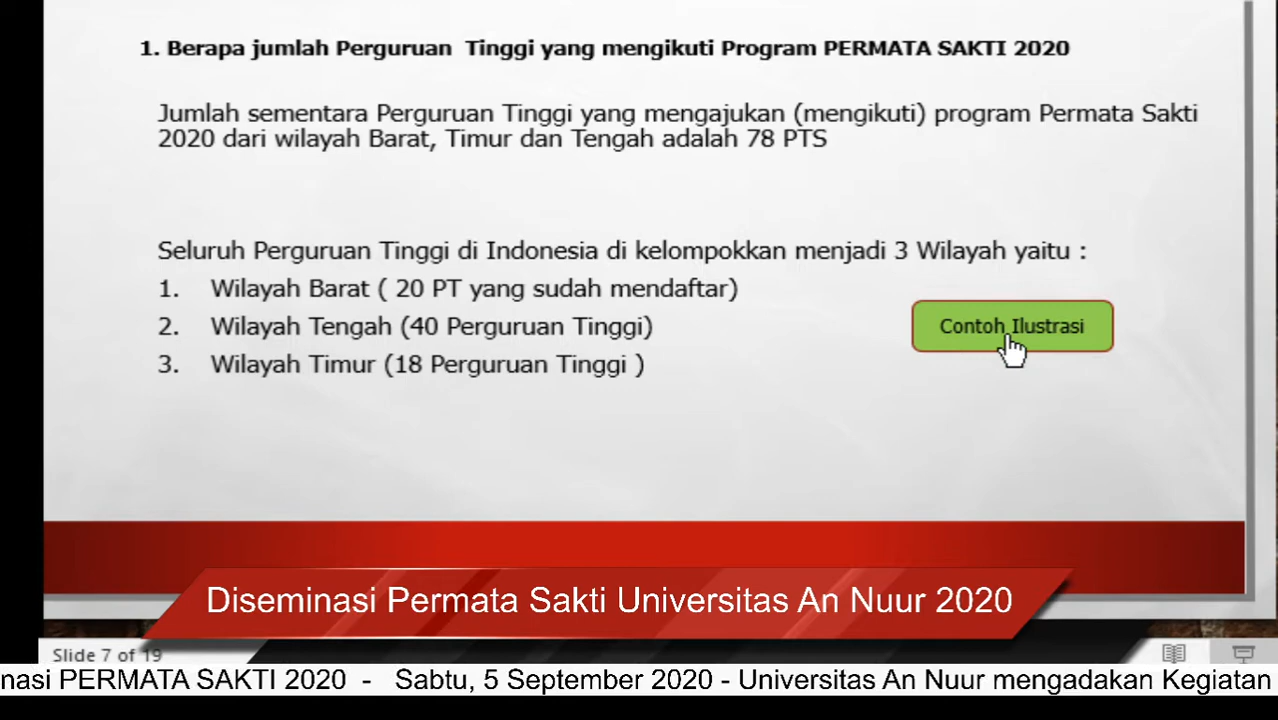 1. Berapa jumlah Perguruan Tinggi yang mengikuti Program PERMATA SAKTI 2020
Jumlah sementara Perguruan Tinggi yang mengajukan (mengikuti) program Permata Sakti
2020 dari wilayah Barat, Timur dan Tengah adalah 78 PTS
Seluruh Perguruan Tinggi di Indonesia di kelompokkan menjadi 3 Wilayah yaitu :
1. Wilayah Barat ( 20 PT yang sudah mendaftar)
2. Wilayah Tengah (40 Perguruan Tinggi)
3. Wilayah Timur (18 Perguruan Tinggi )
Contoh Ilustrasi
Diseminasi Permata Sakti Universitas An Nuur 2020
Slide 7 of 19
nasi PERMATA SAKTI 2020 - Sabtu, 5 September 2020 - Universitas An Nuur mengadakan Kegiatan